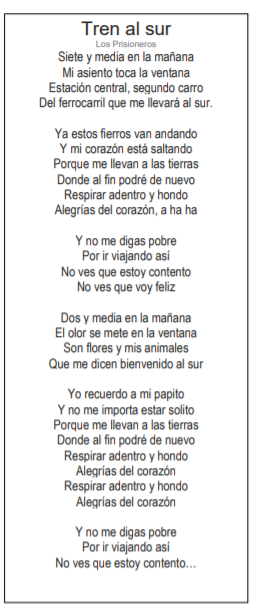 Tren al sur
Los Prisioneros
Siete y media en la mañana
Mi asiento toca la ventana
Estación central, segundo carro
Del ferrocarril que me llevará al sur.
Ya estos fierros van andando
Y mi corazón está saltando
Porque me llevan a las tierras
Donde al fin podré de nuevo
Respirar adentro y hondo
Alegrías del corazón, a ha ha
Y no me digas pobre
Por ir viajando así
No ves que estoy contento
No ves que voy feliz
Dos y media en la mañana
El olor se mete en la ventana
Son flores y mis animales
Que me dicen bienvenido al sur
Yo recuerdo a mi papito
Y no me importa estar solito
Porque me llevan a las tierras
Donde al fin podré de nuevo
Respirar adentro y hondo
Alegrías del corazón
Respirar adentro y hondo
Alegrías del corazón
Y no me digas pobre
Por ir viajando así
No ves que estoy contento…